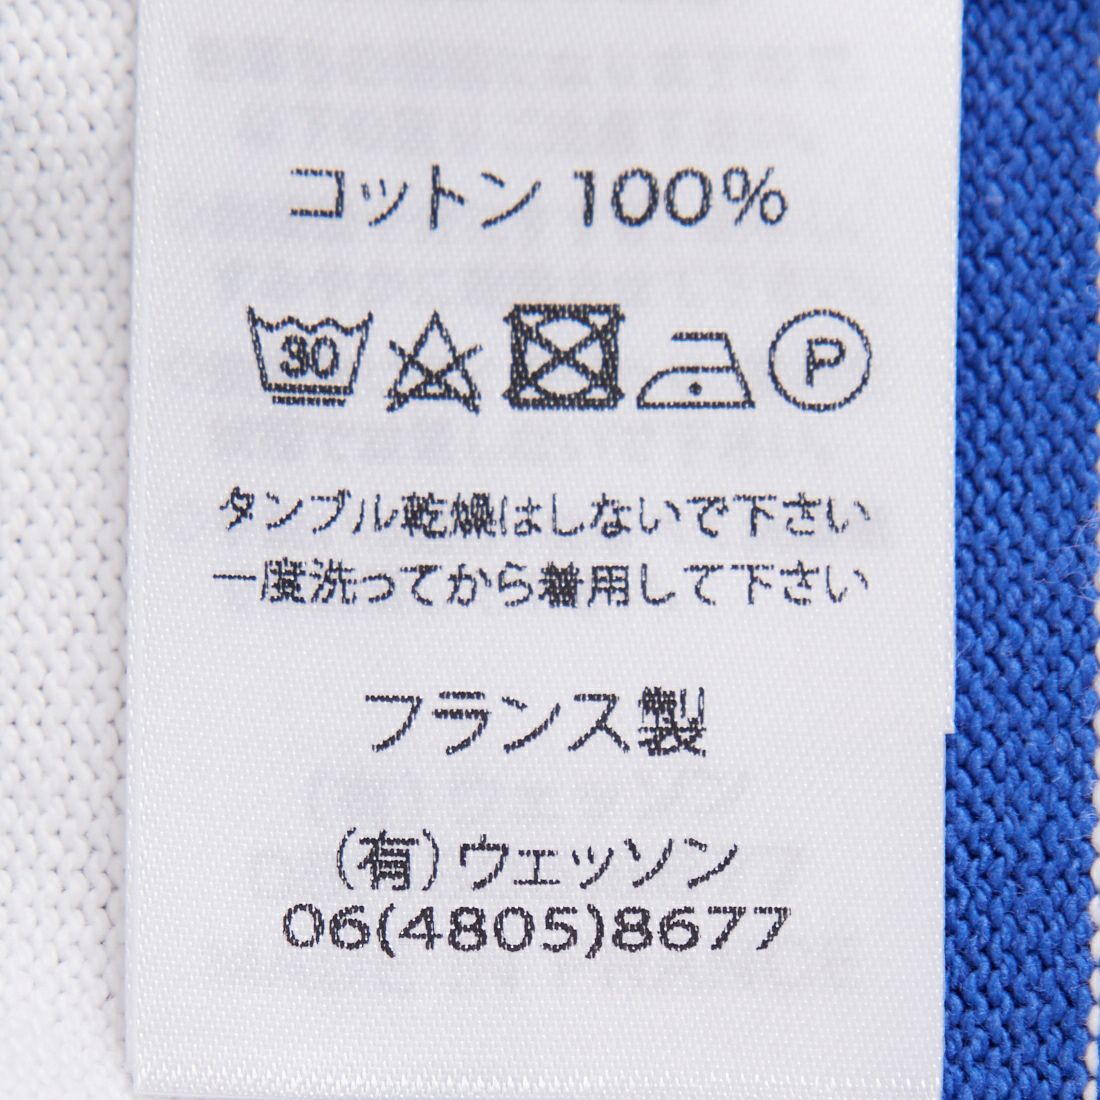 コットン 100%
30 P
タンブル乾燥はしないで下さい
一度洗ってから着用して下さい
フランス製
(有)ウェッソン
06(4805)8677